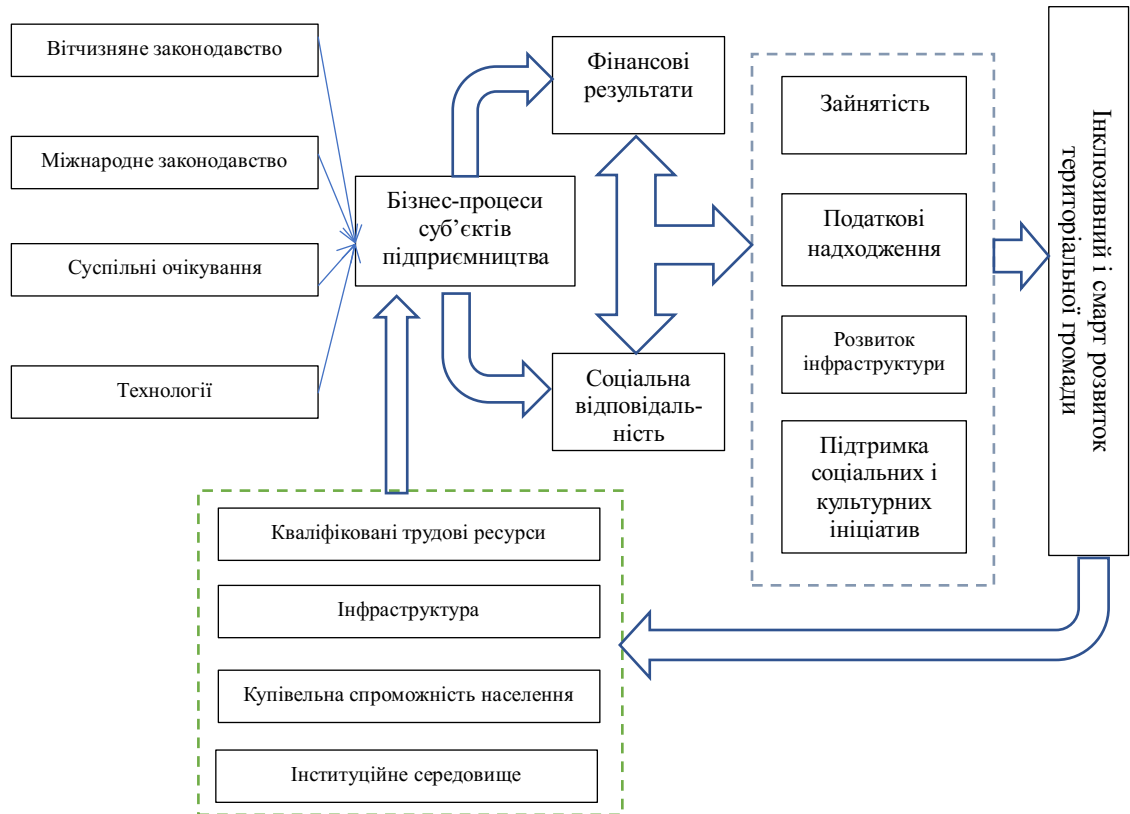 Вітчизняне законодавство
Міжнародне законодавство
Суспільні очікування
Технології
Бізнес-процеси
суб’єктів
підприємництва
Фінансові
результати
Соціальна
відповідаль-
ність
Зайнятість
Податкові
надходження
Розвиток
інфраструктури
Підтримка
соціальних і
культурних
ініціатив
Інклюзивний і смарт розвиток
територіальної громади
Кваліфіковані трудові ресурси
Інфраструктура
Купівельна спроможність населення
Інституційне середовище